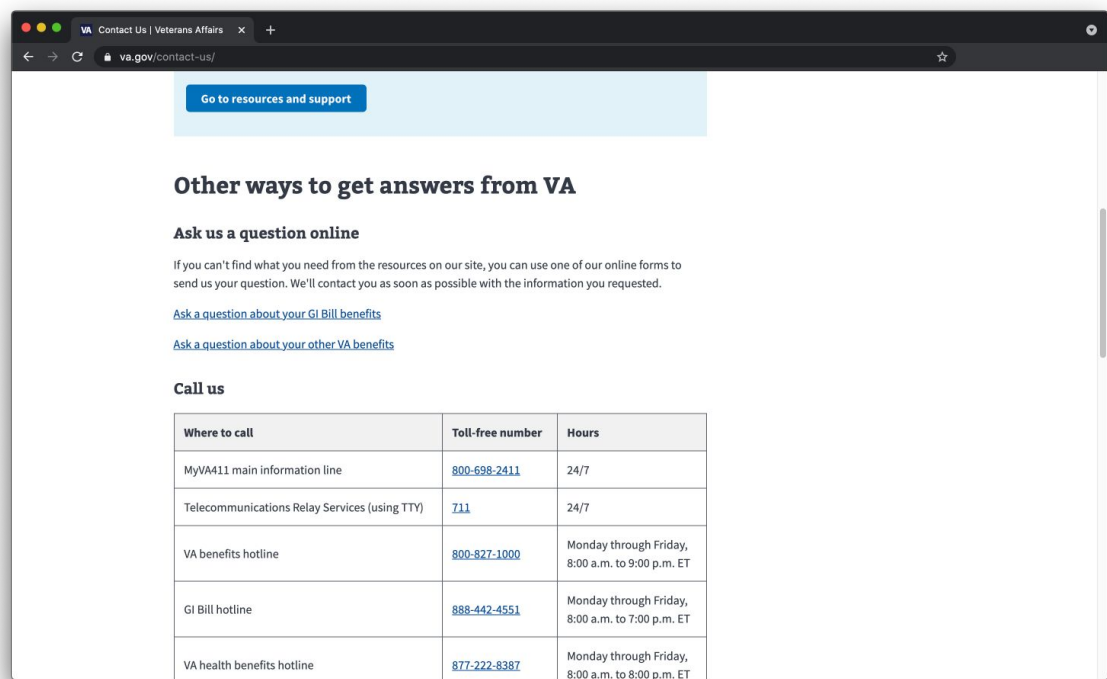 VA Contact Us | Veterans Affairs
va.gov/contact-us/
Go to resources and support
Other ways to get answers from VA
Ask us a question online
If you can't find what you need from the resources on our site, you can use one of our online forms to
send us your question. We'll contact you as soon as possible with the information you requested.
Ask a question about your GI Bill benefits
Ask a question about your other VA benefits
Call us
Where to call Toll-free number Hours
MyVA411 main information line 800-698-2411 24/7
Telecommunications Relay Services (using TTY) 711 24/7
VA benefits hotline 800-827-1000 Monday through Friday,
8:00 a.m. to 9:00 p.m. ET
GI Bill hotline 888-442-4551 Monday through Friday,
8:00 a.m. to 7:00 p.m. ET
VA health benefits hotline 877-222-8387 Monday through Friday,
8:00 a.m. to 8:00 p.m. ET